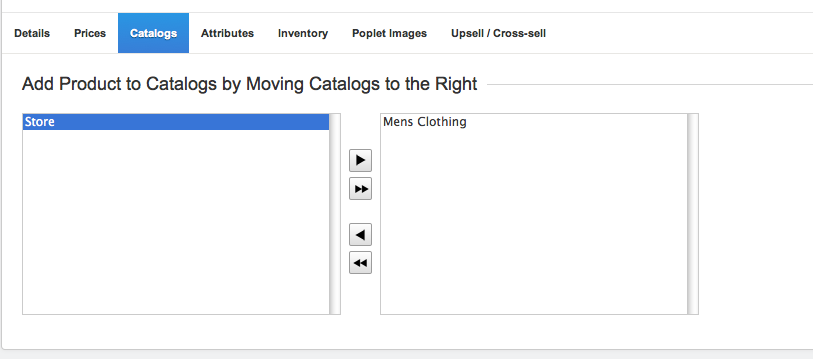 Details Prices Catalogs Attributes Inventory Poplet Images Upsell / Cross-sell
Add Product to Catalogs by Moving Catalogs to the Right
Store
Mens Clothing